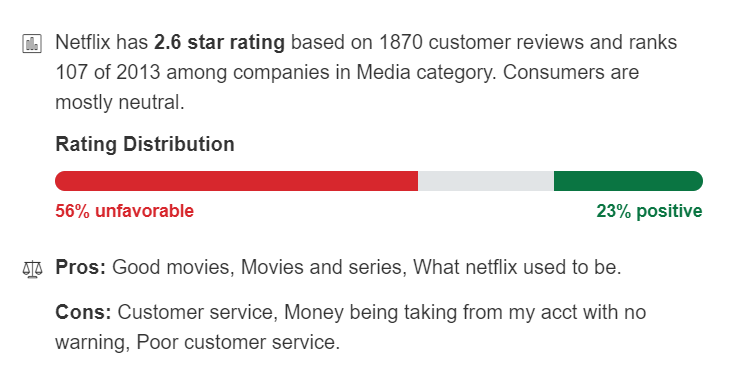 Netflix has 2.6 star rating based on 1870 customer reviews and ranks
107 of 2013 among companies in Media category. Consumers are
mostly neutral.
Rating Distribution
56% unfavorable
23% positive
Pros: Good movies, Movies and series, What netflix used to be.
Cons: Customer service, Money being taking from my acct with no
warning, Poor customer service.